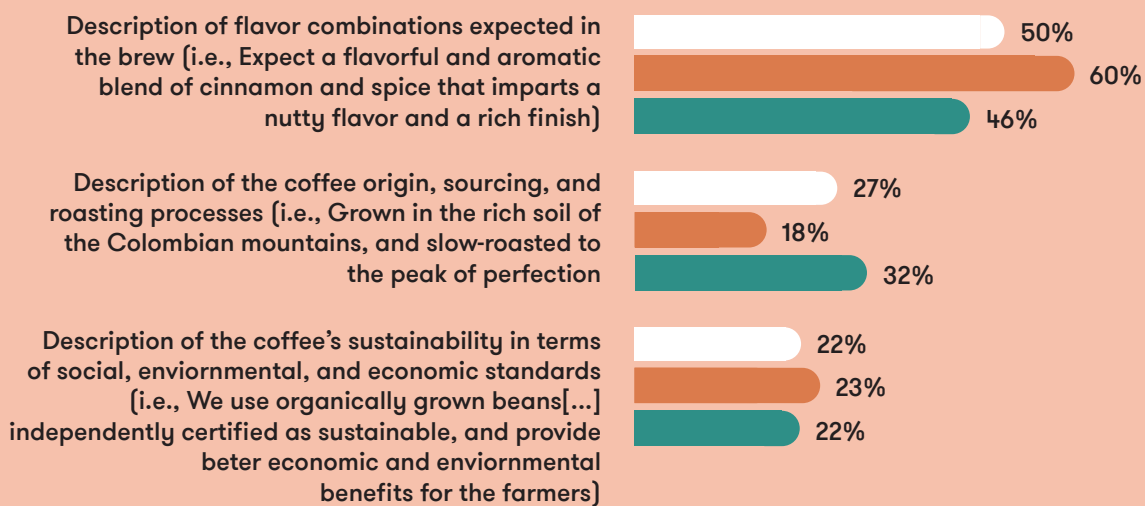 Description of flavor combinations expected in
the brew (i.e., Expect a flavorful and aromatic
blend of cinnamon and spice that imparts a
nutty flavor and a rich finish)
50%
60%
46%
Description of the coffee origin, sourcing, and
roasting processes (i.e., Grown in the rich soil of
the Colombian mountains, and slow-roasted to
the peak of perfection
27%
18%
32%
Description of the coffee's sustainability in terms
of social, enviornmental, and economic standards
(i.e., We use organically grown beans[...]
independently certified as sustainable, and provide
beter economic and enviornmental
benefits for the farmers)
22%
23%
22%